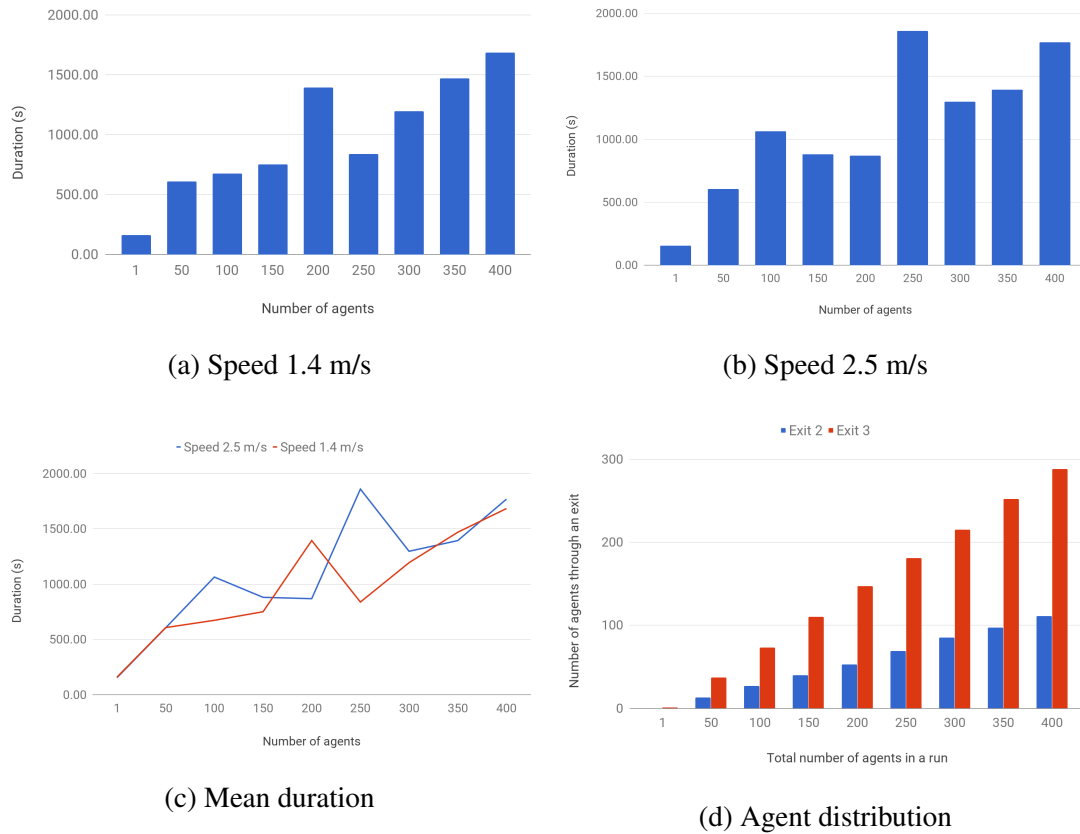 2000.00
1500.00
1000.00
500.00
0.00
Duration (s)
1 50 100 150 200 250 300 350 400
Number of agents
(a) Speed 1.4 m/s
2000.00
1500.00
1000.00
500.00
0.00
Duration (s)
1 50 100 150 200 250 300 350 400
Number of agents
(b) Speed 2.5 m/s
Speed 2.5 m/s Speed 1.4 m/s
2000.00
1500.00
1000.00
500.00
0.00
Duration (s)
1 50 100 150 200 250 300 350 400
Number of agents
(c) Mean duration
Exit 2 Exit 3
300
200
100
0
Number of agents through an exit
1 50 100 150 200 250 300 350 400
Total number of agents in a run
(d) Agent distribution